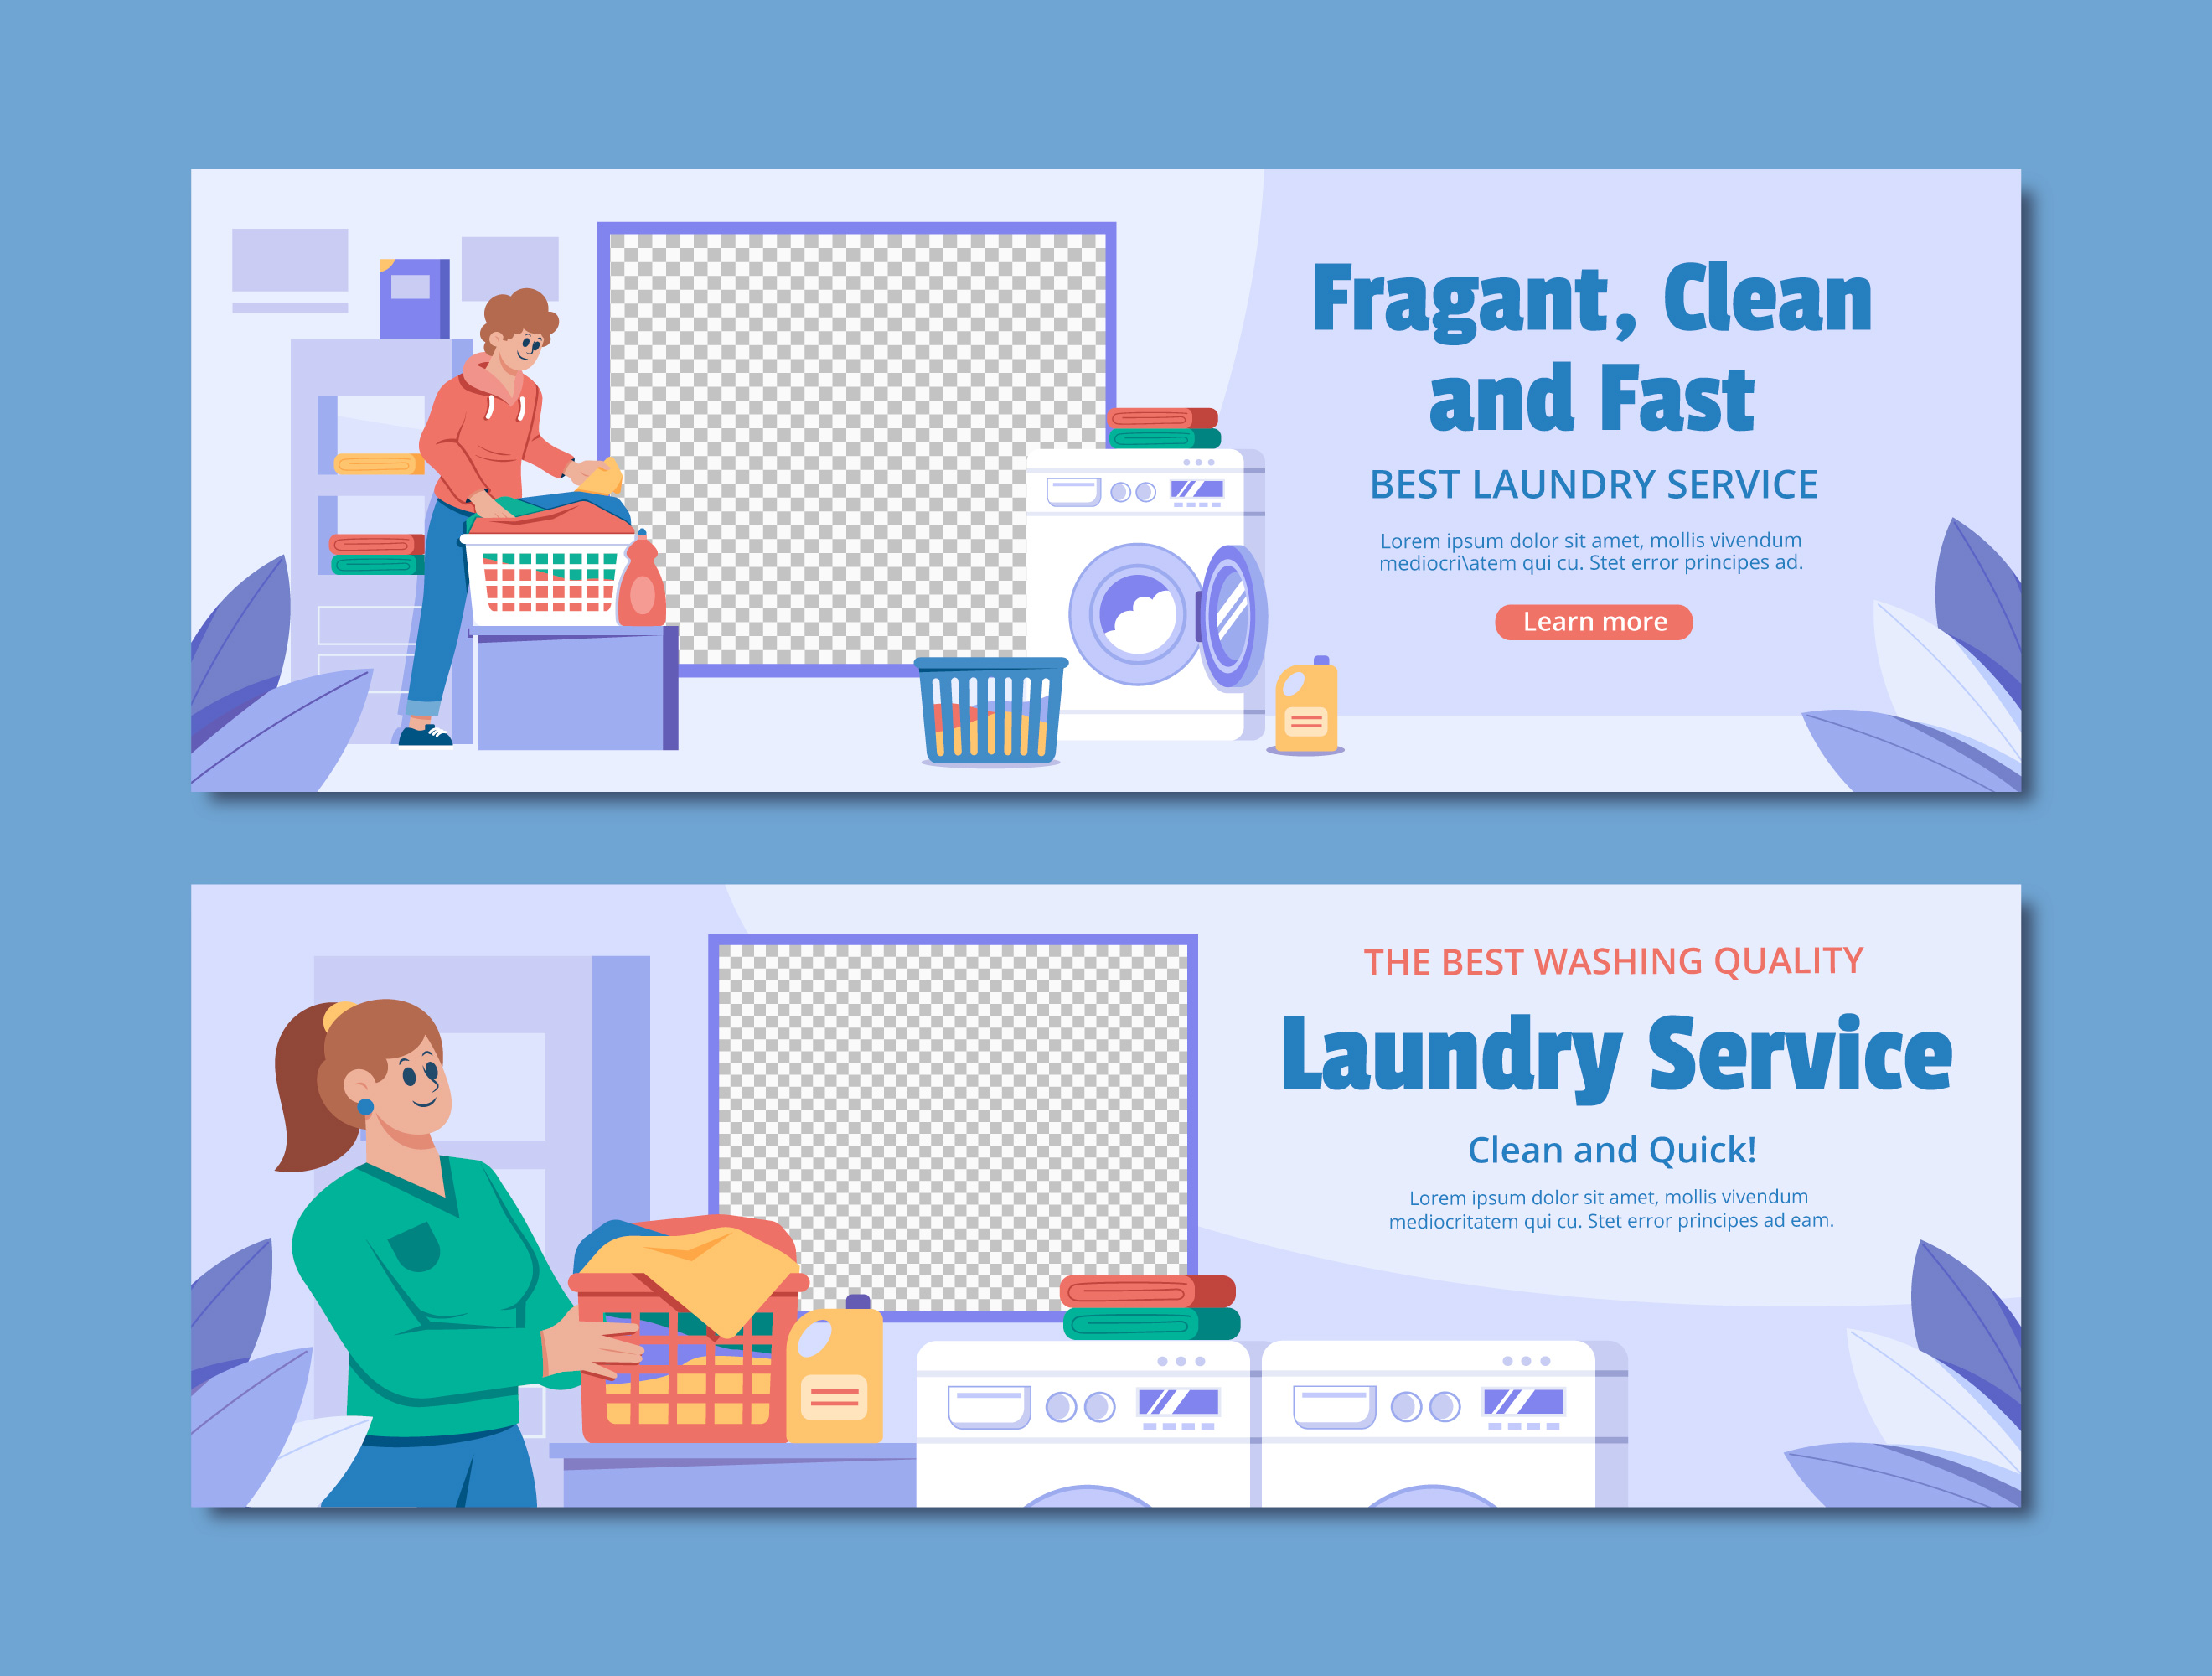 Fragant, Clean
and Fast
BEST LAUNDRY SERVICE
Lorem ipsum dolor sit amet, mollis vivendum
mediocri\atem qui cu. Stet error principes ad.
Learn more
THE BEST WASHING QUALITY
Laundry Service
Clean and Quick!
Lorem ipsum dolor sit amet, mollis vivendum
mediocritatem qui cu. Stet error principes ad eam.